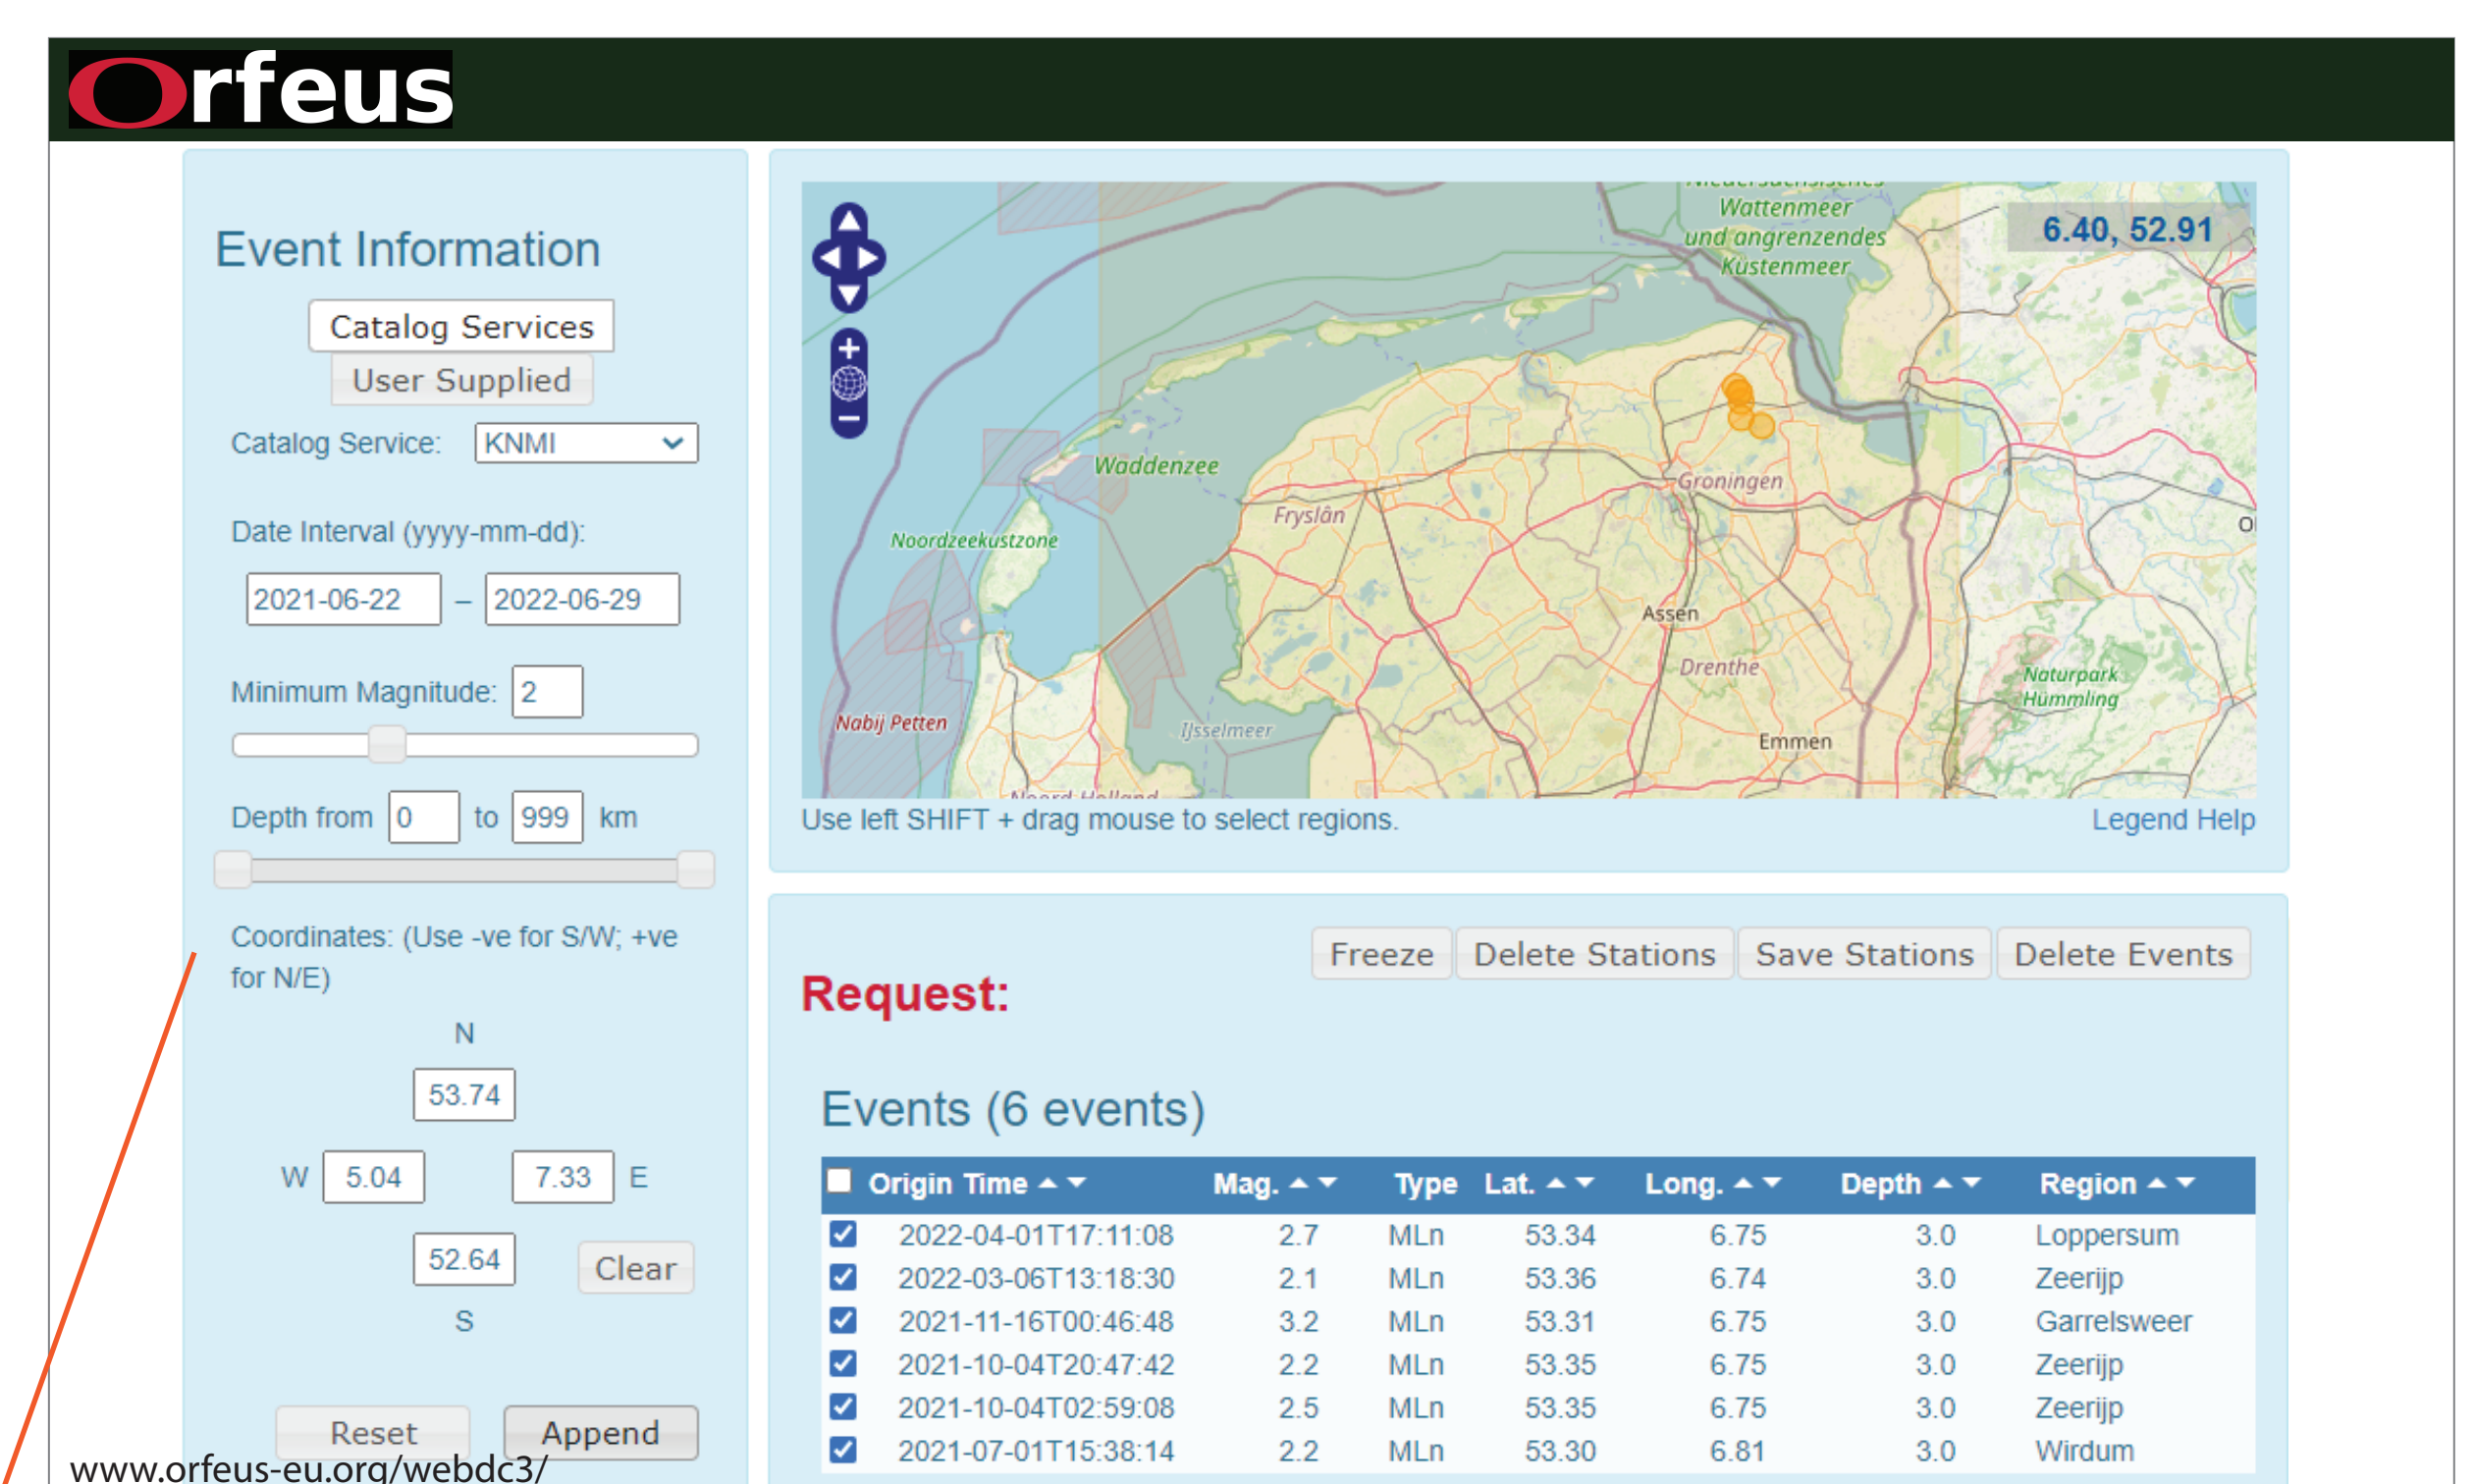 Orfeus
Event Information
Catalog Services
User Supplied
Catalog Service: KNMI
Date Interval (yyyy-mm-dd):
2021-06-22 – 2022-06-29
Minimum Magnitude: 2
Depth from 0 to 999 km
Coordinates: (Use -ve for S/W; +ve
for N/E)
N
53.74
W 5.04 7.33 E
52.64
Clear
S
Reset Append
www.orfeus-eu.org/webdc3/
Niedersächsisches
Wattenmeer
und angrenzendes
Küstenmeer
6.40, 52.91
Waddenzee
Groningen
Fryslân
Noordzeekustzone
Assen
Drenthe
Naturpark
Hümmling
Nabij Petten
IJsselmeer
Emmen
Noord-Holland
Use left SHIFT + drag mouse to select regions.
Legend Help
Freeze Delete Stations Save Stations Delete Events
Request:
Events (6 events)
Origin Time Mag. Type Lat. Long. Depth Region
2022-04-01T17:11:08 2.7 MLn 53.34 6.75 3.0 Loppersum
2022-03-06T13:18:30 2.1 MLn 53.36 6.74 3.0 Zeerijp
2021-11-16T00:46:48 3.2 MLn 53.31 6.75 3.0 Garrelsweer
2021-10-04T20:47:42 2.2 MLn 53.35 6.75 3.0 Zeerijp
2021-10-04T02:59:08 2.5 MLn 53.35 6.75 3.0 Zeerijp
2021-07-01T15:38:14 2.2 MLn 53.30 6.81 3.0 Wirdum